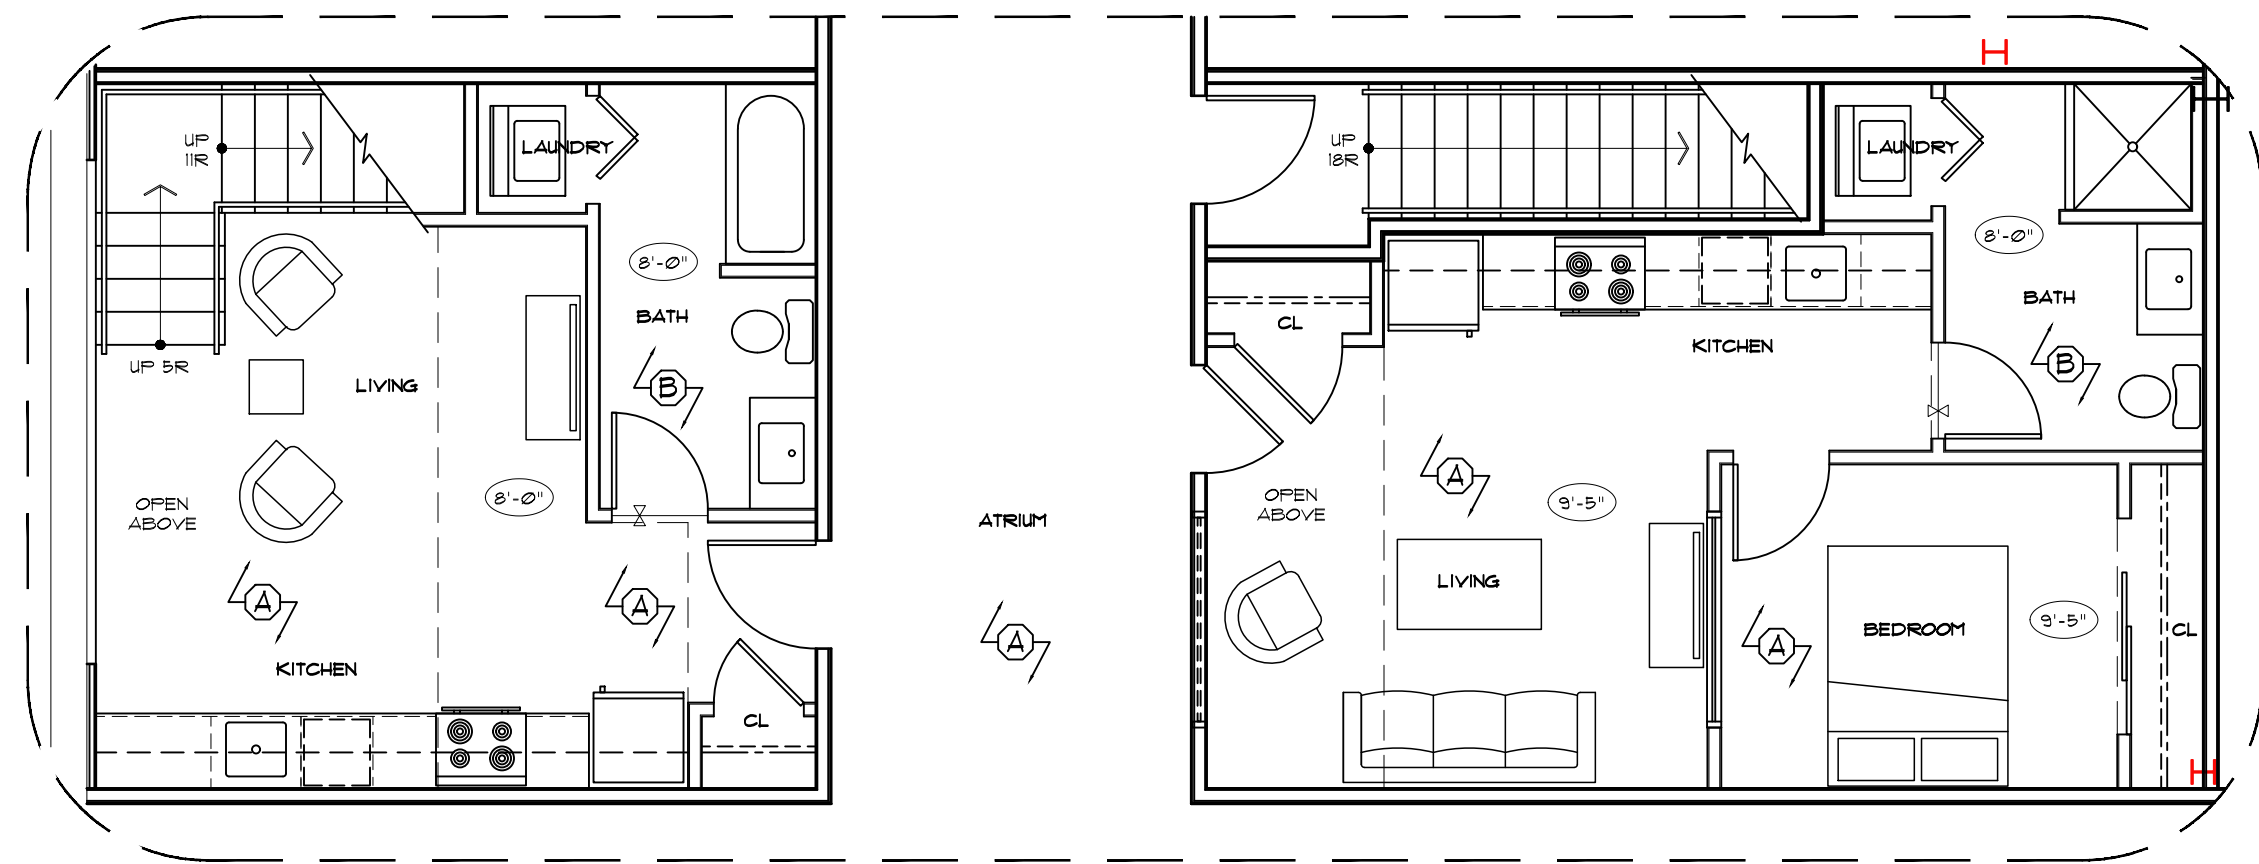 UP
11R
LAUNDRY
8'-0"
BATH
UP 5R
LIVING
B
OPEN
ABOVE
8'-0"
A
A
KITCHEN
CL
ATRIUM
A
UP
18R
LAUNDRY
8'-0"
BATH
CL
KITCHEN
B
A
OPEN
ABOVE
9'-5"
LIVING
BEDROOM
9'-5"
CL
A
H
H